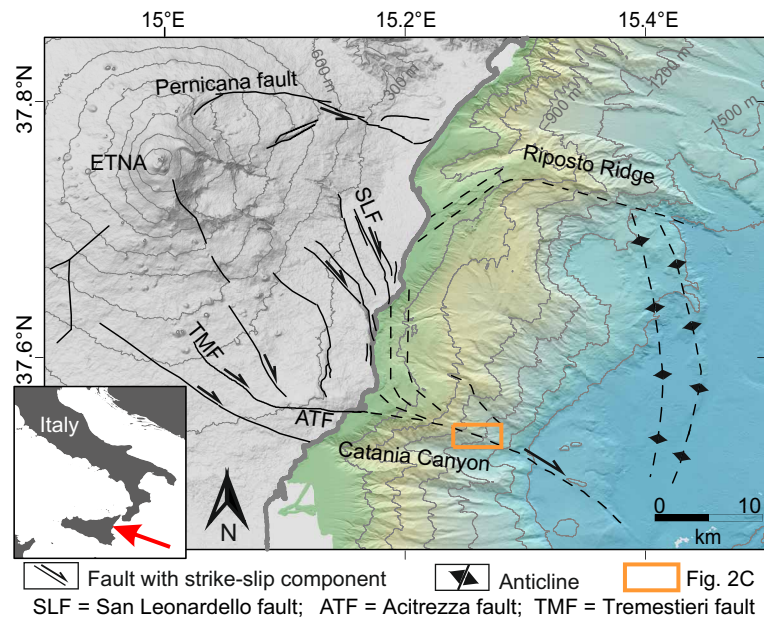 15° 15.2° 15.4°
37.8°
37.6°
600 m
300 m
900 m
1200 m
1500 m
Pernicana fault
ETNA
Riposto Ridge
SLF
TMF
ATF
Catania Canyon
Italy
N
0 10
km
Fault with strike-slip component Anticline Fig. 2C
SLF = San Leonardello fault; ATF = Acitrezza fault; TMF = Tremestieri fault